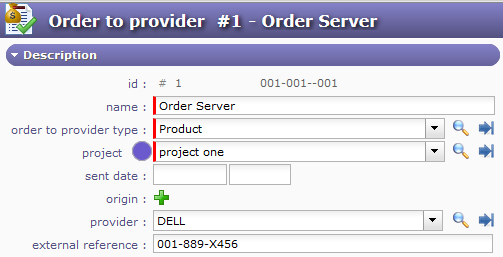 Order to provider #1 - Order Server
Description
id : # 1 001-001--001
name : Order Server
order to provider type : Product
project project one
sent date :
origin :
provider : DELL
external reference : 001-889-X456